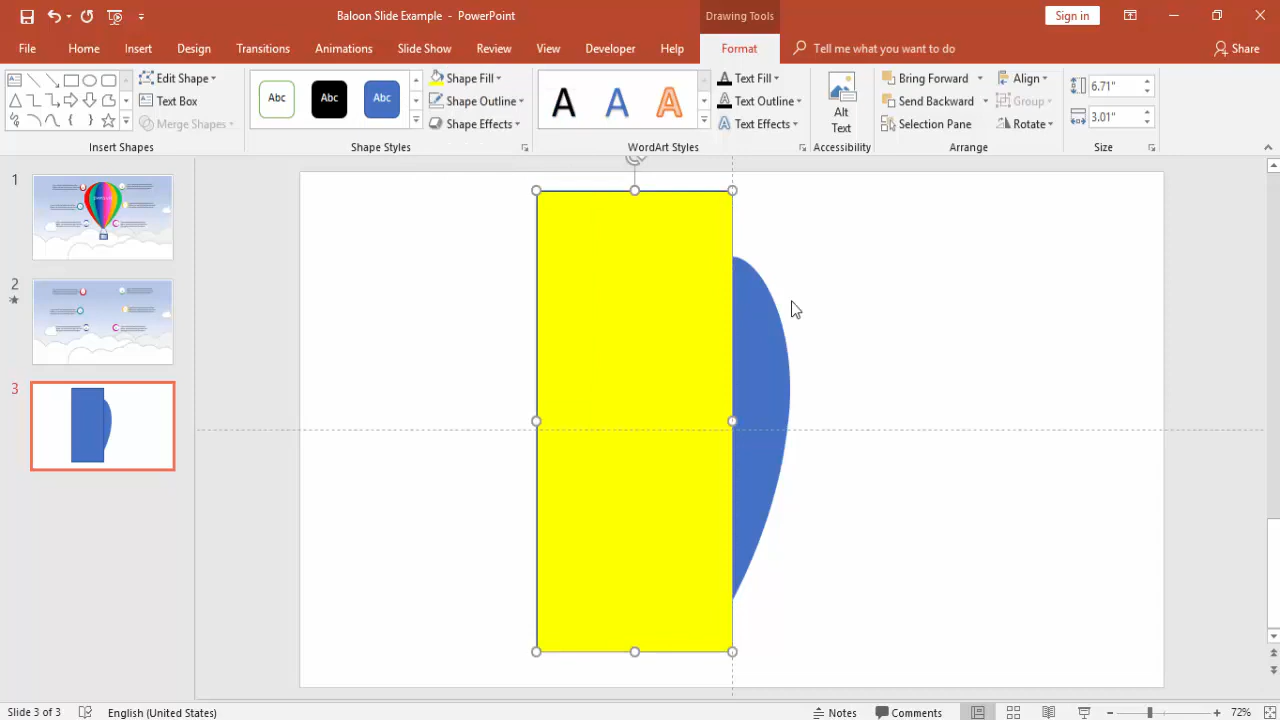 Baloon Slide Example - PowerPoint
Drawing Tools
Sign in
File Home Insert Design Transitions Animations Slide Show Review View Developer Help Format Tell me what you want to do Share
Edit Shape
Text Box
Merge Shapes
Insert Shapes
Abc Abc Abc
Shape Fill
Shape Outline
Shape Effects
Shape Styles
A A A
Text Fill
Text Outline
Text Effects
WordArt Styles
Alt
Text
Accessibility
Bring Forward
Send Backward
Selection Pane
Align
Group
Rotate
Arrange
6.71"
3.01"
Size
1
2
3
Slide 3 of 3 English (United States) Notes Comments 72%